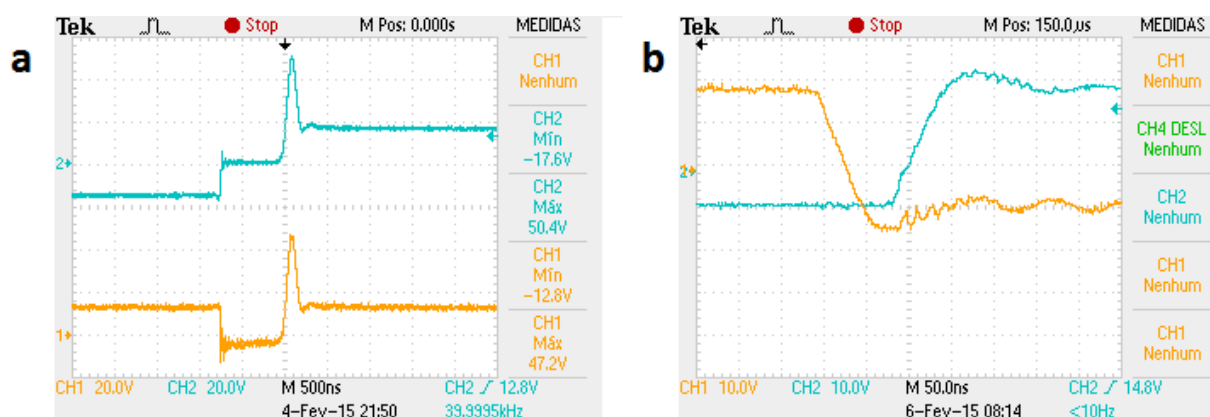 a
Tek Stop M Pos: 0.000s MEDIDAS
CH1
Nenhum
CH2
Mín
-17.6V
CH2
Máx
50.4V
CH1
Mín
-12.8V
CH1
Máx
47.2V
2
1
CH1 20.0V CH2 20.0V M 500ns CH2 12.8V
4-Fev-15 21:50 39.9995kHz
b
Tek Stop M Pos: 150.0µs MEDIDAS
CH1
Nenhum
CH4 DESL
Nenhum
CH2
Nenhum
CH1
Nenhum
CH1
Nenhum
2
CH1 10.0V CH2 10.0V M 50.0ns CH2 14.8V
6-Fev-15 08:14 <10Hz